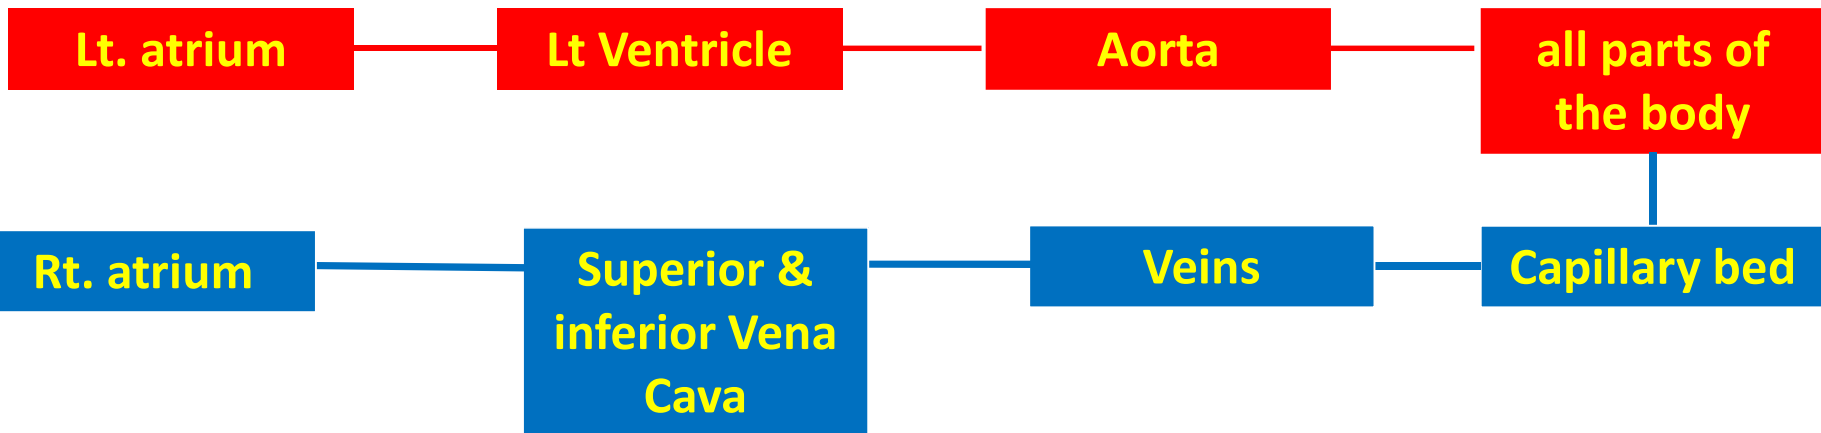 Lt. atrium
Lt Ventricle
Aorta
all parts of
the body
Rt. atrium
Superior &
inferior Vena
Cava
Veins
Capillary bed